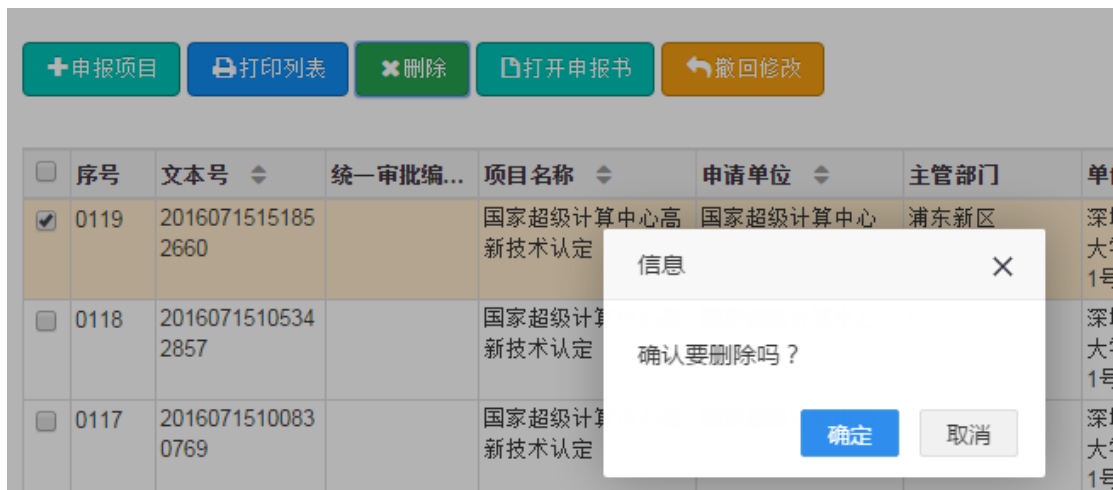 申报项目 打印列表 删除 打开申报书 撤回修改
序号 文本号 统一审批编... 项目名称 申请单位 主管部门
0119 2016071515185 国家超级计算中心高 国家超级计算中心 浦东新区
2660 新技术认定
信息
0118 2016071510534 国家超级计
2857 新技术认定
确认要删除吗？
0117 2016071510083 国家超级计
0769 新技术认定
确定 取消